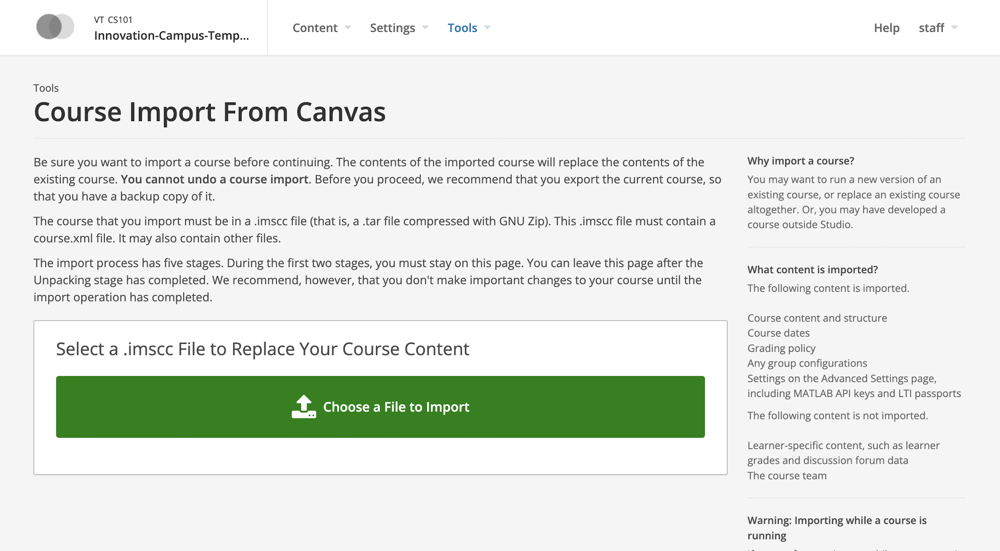 VT CS101
Innovation-Campus-Temp...
Content
Settings
Tools
Help
staff
Tools
Course Import From Canvas
Be sure you want to import a course before continuing. The contents of the imported course will replace the contents of the
existing course. You cannot undo a course import. Before you proceed, we recommend that you export the current course, so
that you have a backup copy of it.
The course that you import must be in a .imscc file (that is, a .tar file compressed with GNU Zip). This .imscc file must contain a
course.xml file. It may also contain other files.
The import process has five stages. During the first two stages, you must stay on this page. You can leave this page after the
Unpacking stage has completed. We recommend, however, that you don't make important changes to your course until the
import operation has completed.
Select a .imscc File to Replace Your Course Content
Choose a File to Import
Why import a course?
You may want to run a new version of an
existing course, or replace an existing course
altogether. Or, you may have developed a
course outside Studio.
What content is imported?
The following content is imported.
Course content and structure
Course dates
Grading policy
Any group configurations
Settings on the Advanced Settings page,
including MATLAB API keys and LTI passports
The following content is not imported.
Learner-specific content, such as learner
grades and discussion forum data
The course team
Warning: Importing while a course is
running